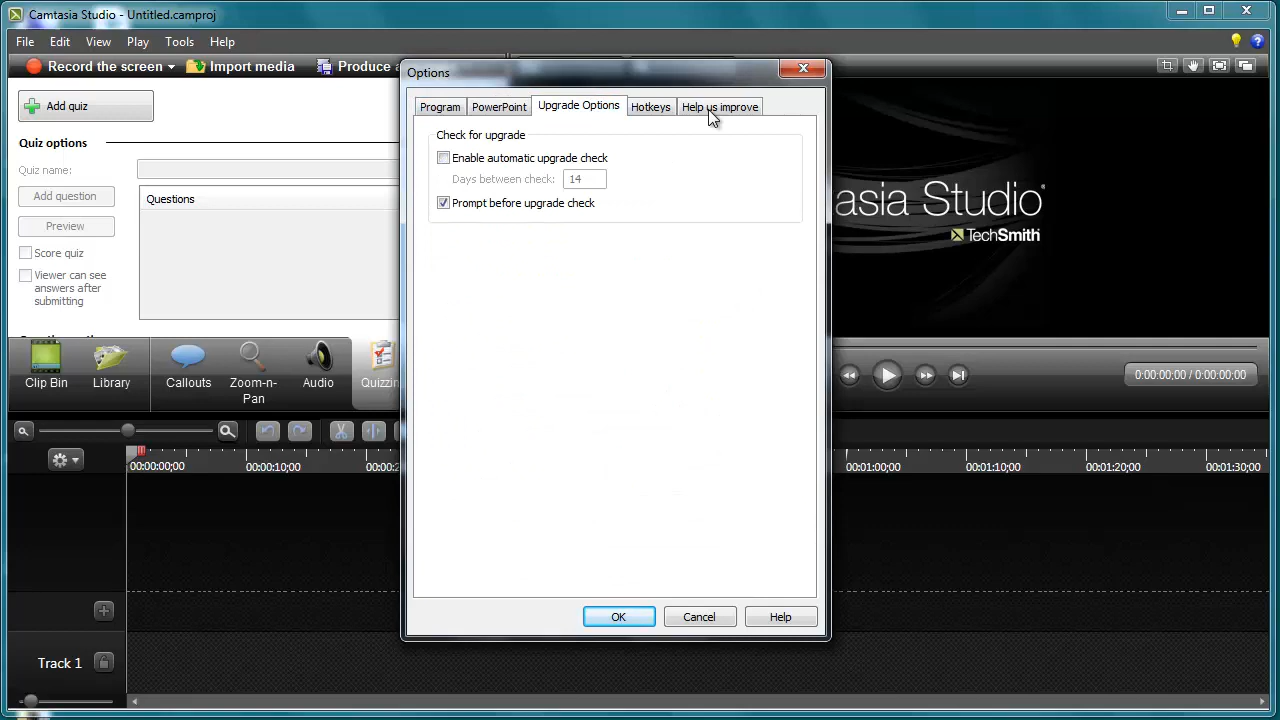 Camtasia Studio - Untitled.camproj
File Edit View Play Tools Help
Record the screen Import media Produce a
Options
Program PowerPoint Upgrade Options Hotkeys Help us improve
Add quiz
Check for upgrade
Quiz options
Enable automatic upgrade check
Quiz name:
Days between check: 14
Add question
Questions
Prompt before upgrade check
asia Studio
TechSmith
Preview
Score quiz
Viewer can see
answers after
submitting
Clip Bin Library Callouts Zoom-n-
Pan Audio Quizzin
0:00:00;00 / 0:00:00;00
00:00:00;00 00:00:10;00 00:00:2 00:01:00;00 00:01:10;00 00:01:20;00 00:01:30;00
OK Cancel Help
Track 1